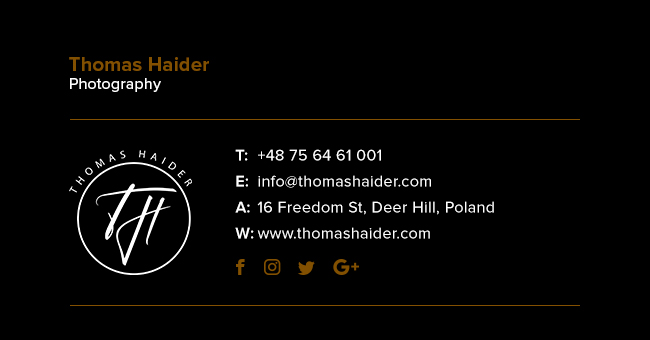 Thomas Haider
Photography
THOMAS HAIDER
TH
T: +48 75 64 61 001
E: info@thomashaider.com
A: 16 Freedom St, Deer Hill, Poland
W: www.thomashaider.com